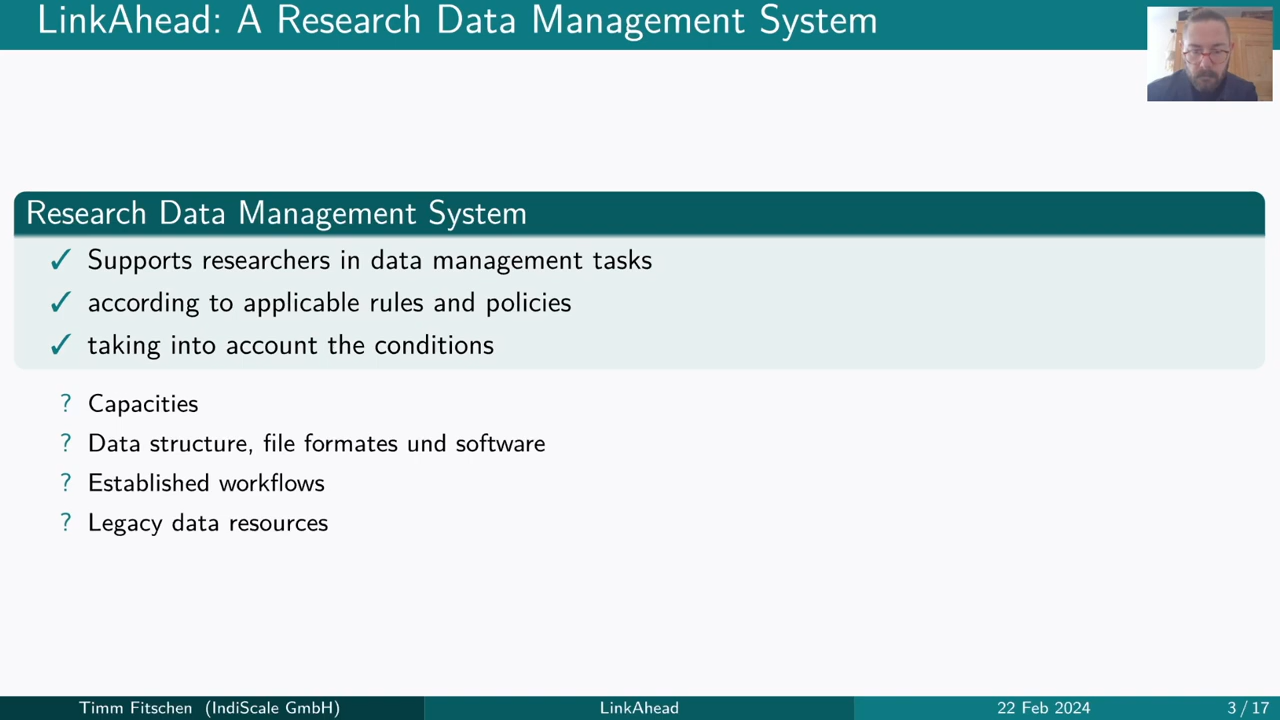 LinkAhead: A Research Data Management System
Research Data Management System
✓ Supports researchers in data management tasks
✓ according to applicable rules and policies
✓ taking into account the conditions
? Capacities
? Data structure, file formates und software
? Established workflows
? Legacy data resources
Timm Fitschen (IndiScale GmbH) LinkAhead 22 Feb 2024 3 / 17